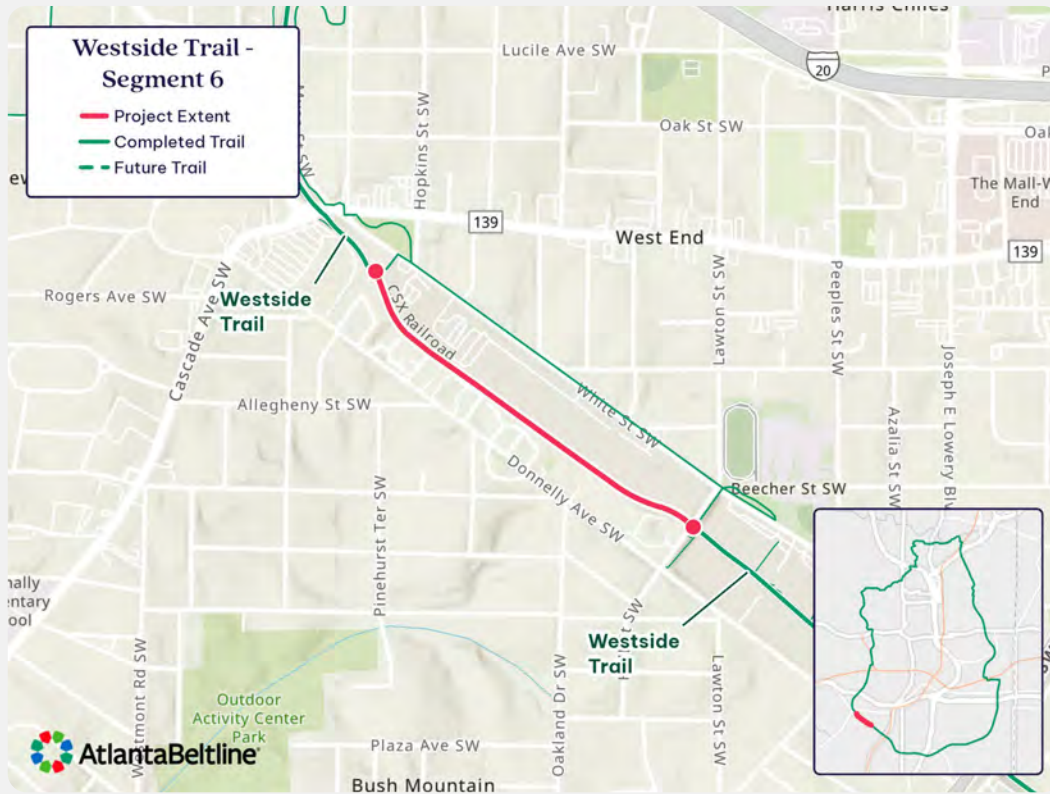 Westside Trail -
Segment 6
Project Extent
Completed Trail
Future Trail
Lucile Ave SW
20
Oak St SW
Hopkins St SW
The Mall-W
End
139
West End
139
Cascade Ave SW
Rogers Ave SW
Westside
Trail
CSX Railroad
Lawton St SW
Peeples St SW
Joseph E Lowery Blv
Allegheny St SW
White St SW
Azalia St SW
Donnelly Ave SW
Beecher St SW
Pinehurst Ter SW
Westside
Trail
Westmont Rd SW
Oakland Dr SW
Lawton St SW
Outdoor
Activity Center
Park
AtlantaBeltline
Plaza Ave SW
Bush Mountain